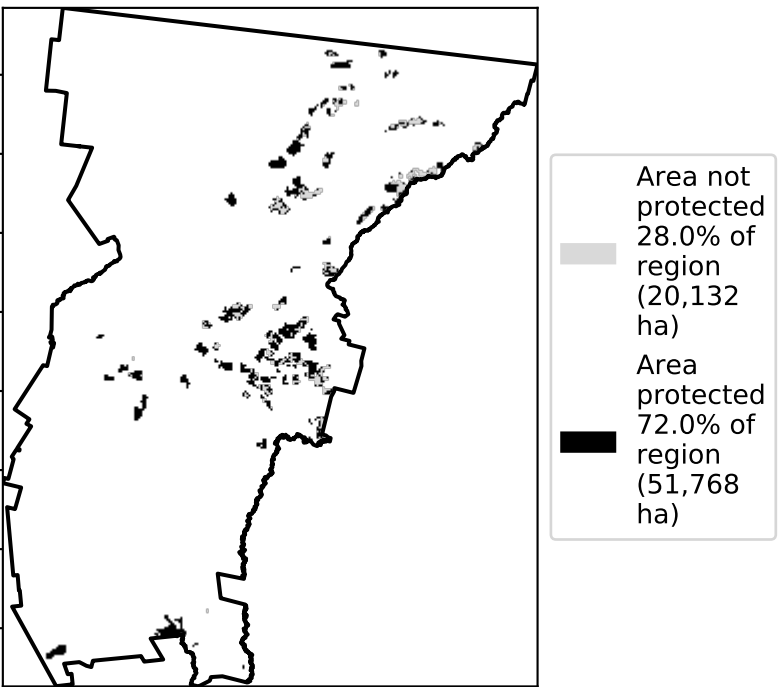 Area not
protected
28.0% of
region
(20,132
ha)
Area
protected
72.0% of
region
(51,768
ha)